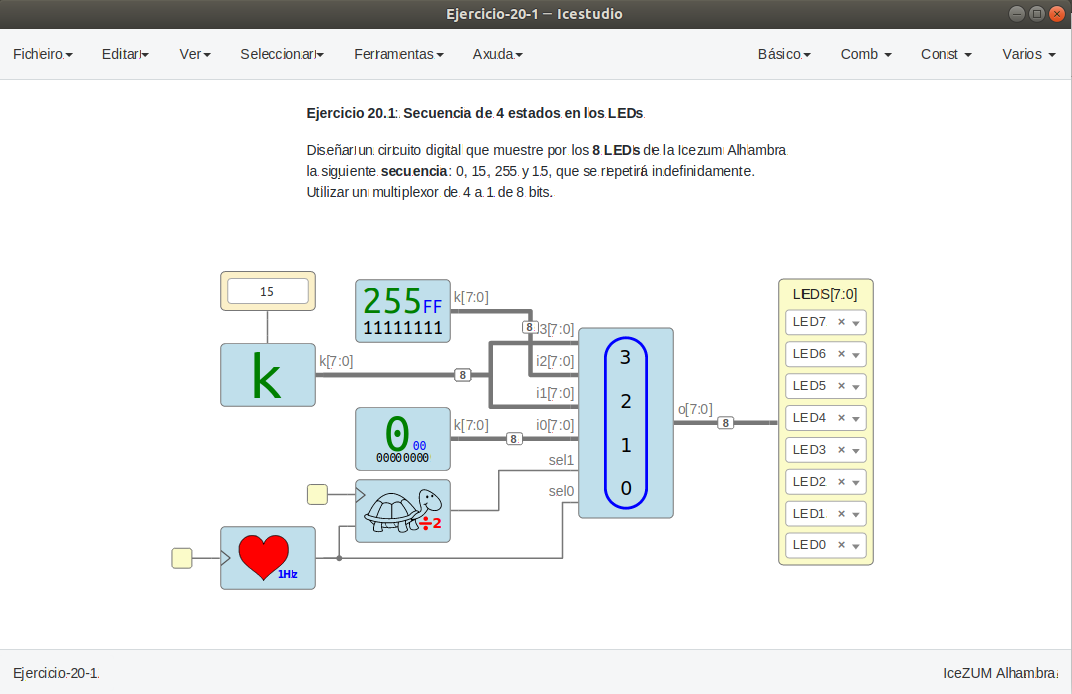 Ejercicio-20-1 – Icestudio
Ficheiro Editar Ver Seleccionar Ferramentas Axuda Básico Comb Const Varios
Ejercicio 20.1: Secuencia de 4 estados en los LEDs
Diseñar un circuito digital que muestre por los 8 LEDs de la Icezum Alhambra
la siguiente secuencia: 0, 15, 255 y 15, que se repetirá indefinidamente.
Utilizar un multiplexor de 4 a 1 de 8 bits.
15
k
k[7:0]
8
255 FF
11111111
k[7:0]
8
0 00
00000000
k[7:0]
8
÷2
1Hz
i3[7:0]
i2[7:0]
i1[7:0]
i0[7:0]
sel1
sel0
3
2
1
0
o[7:0]
8
LEDS[7:0]
LED7 ×
LED6 ×
LED5 ×
LED4 ×
LED3 ×
LED2 ×
LED1 ×
LED0 ×
Ejercicio-20-1 IceZUM Alhambra